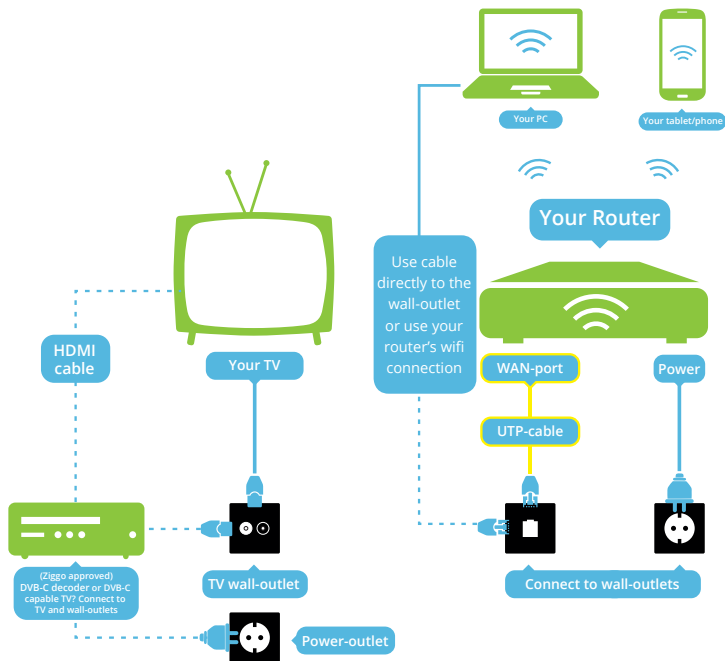 Your PC
Your tablet/phone
Your Router
Use cable
directly to the
wall-outlet
or use your
router's wifi
connection
HDMI
cable
Your TV
WAN-port
Power
UTP-cable
(Ziggo approved)
DVB-C decoder or DVB-C
capable TV? Connect to
TV and wall-outlets
TV wall-outlet
Connect to wall-outlets
Power-outlet